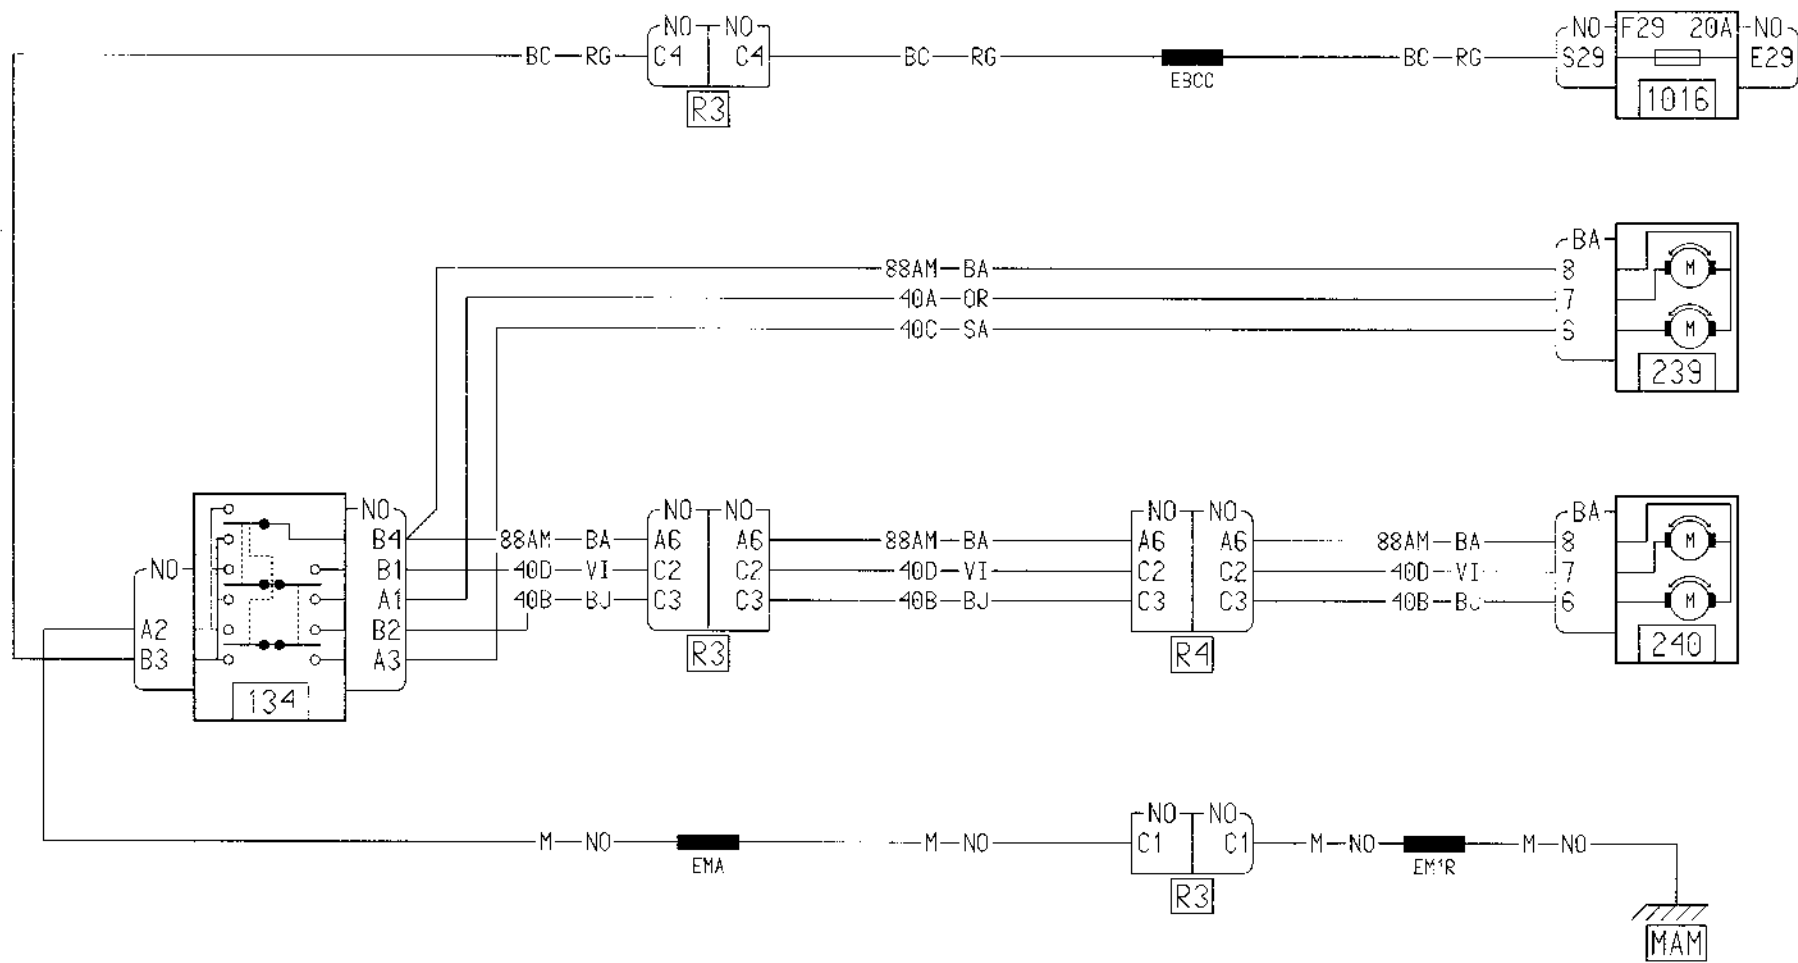 NO NO NO F29 20A NO
BC RG C4 C4 BC RG BC RG S29 E29
EBCC
R3 1016
BA
88AM BA 8 M
40A OR 7
40C SA 6 M
239
NO NO NO NO NO BA
B4 88AM BA A6 A6 88AM BA A6 A6 88AM BA 8 M
NO B1 40D VI C2 C2 40D VI C2 C2 40D VI 7
A1 40B BJ C3 C3 40B BJ C3 C3 40B BJ 6 M
A2 B2
B3 A3 R3 R4 240
134
NO NO
M NO M NO C1 C1 M NO M NO
EMA EM1R
R3
MAM